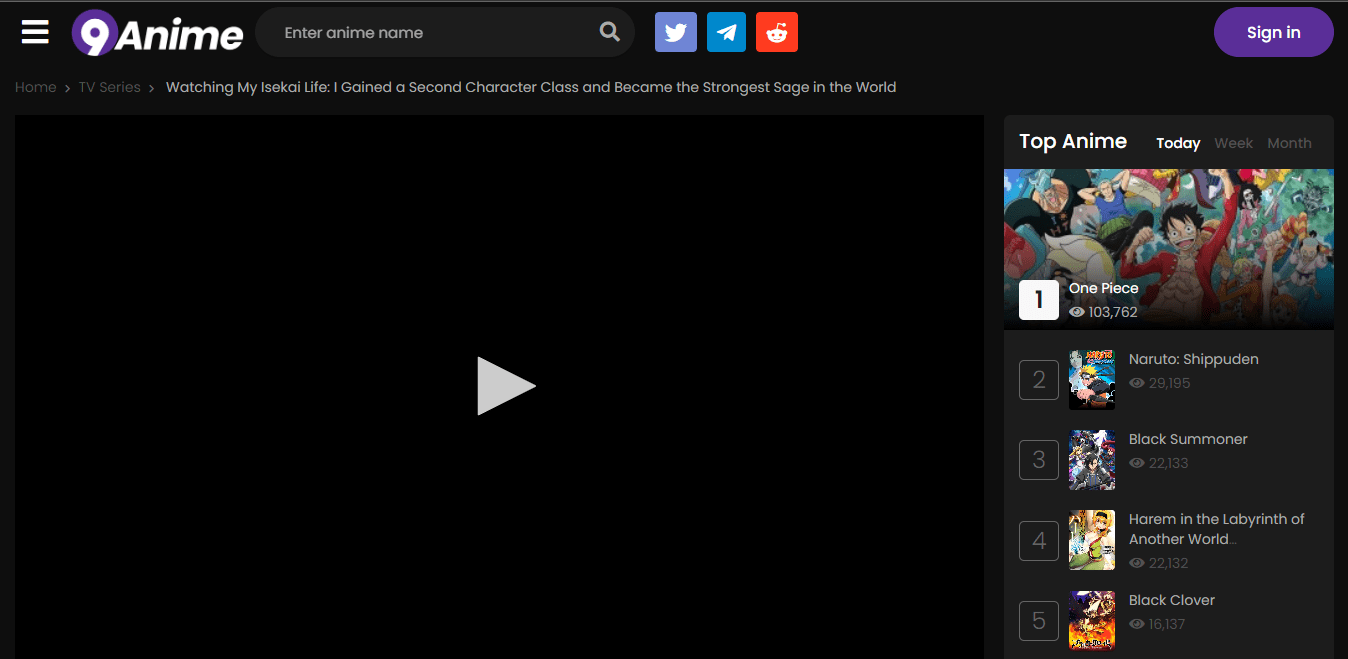 9Anime
Enter anime name
Sign in
Home
TV Series
Watching My Isekai Life: I Gained a Second Character Class and Became the Strongest Sage in the World
Top Anime
Today
Week
Month
1
One Piece
103,762
2
Naruto: Shippuden
29,195
3
Black Summoner
22,133
4
Harem in the Labyrinth of
Another World...
22,132
5
Black Clover
16,137